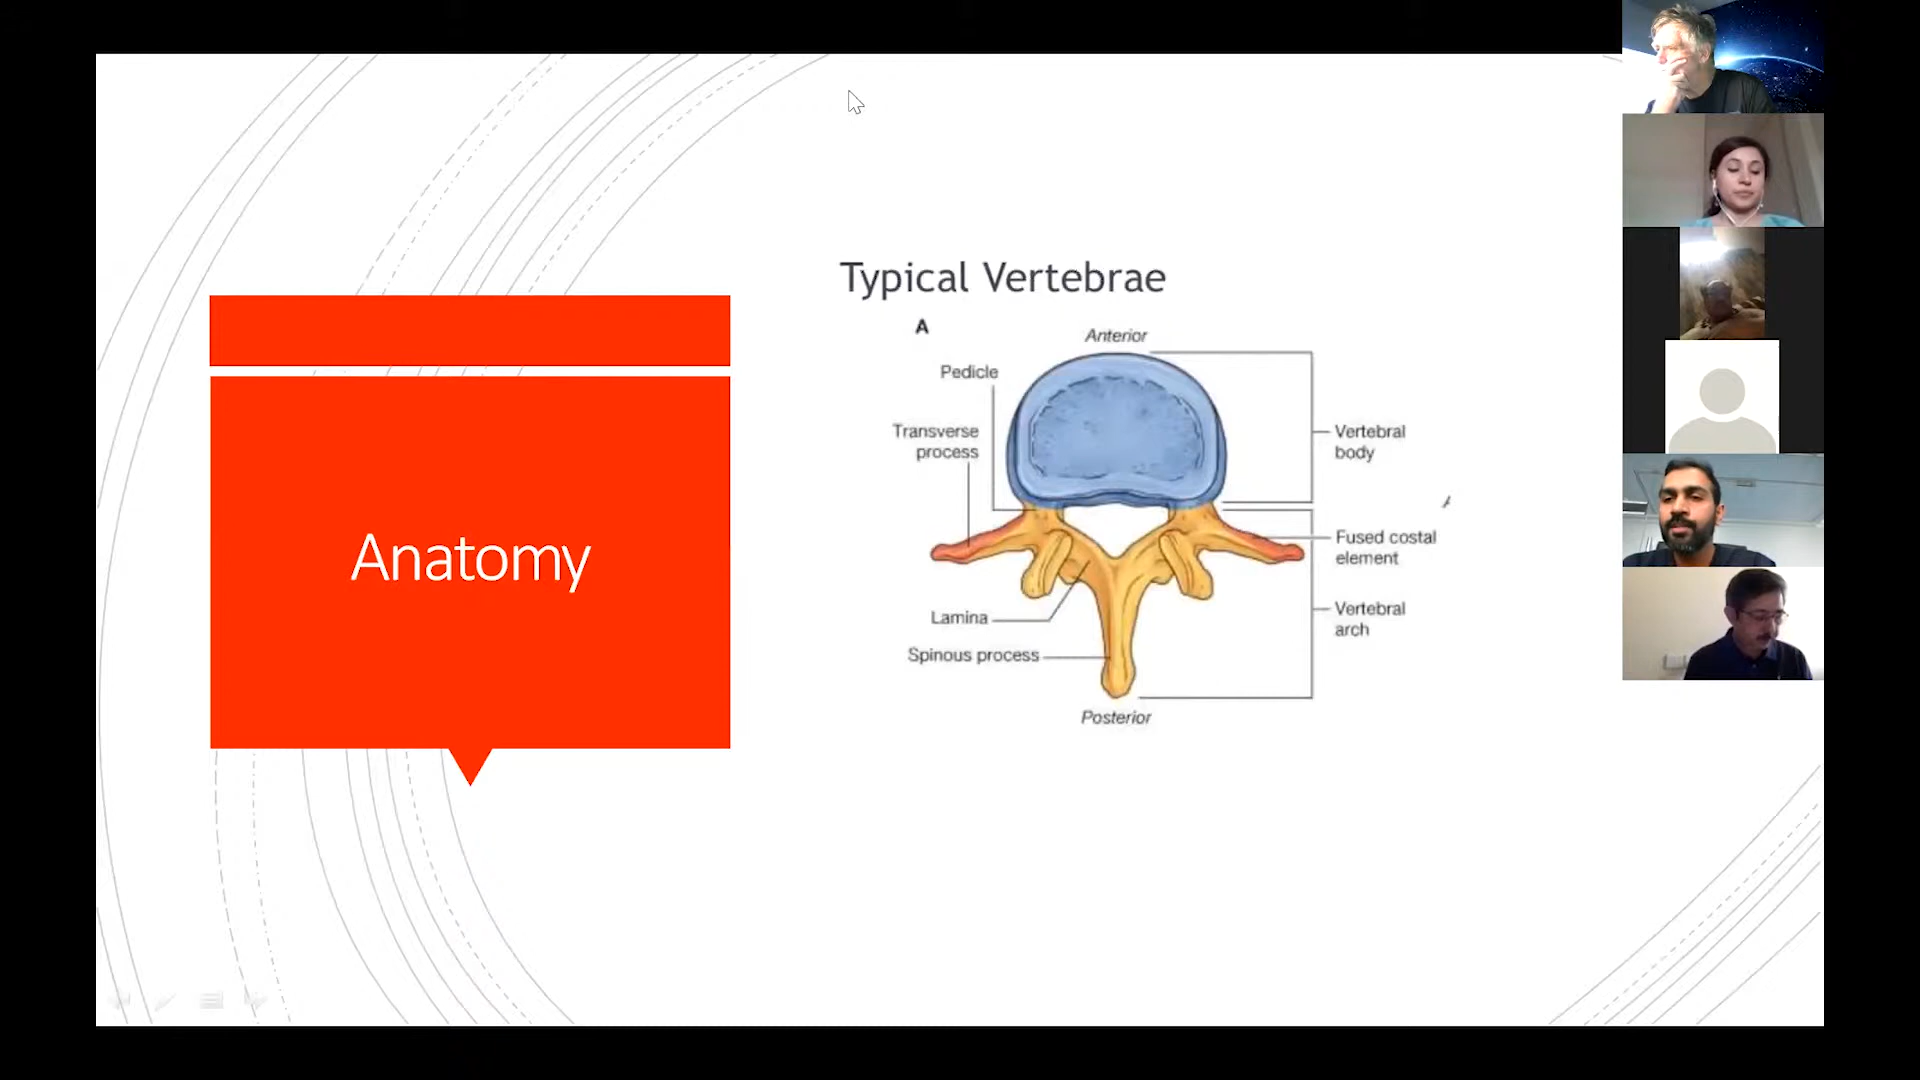 Anatomy
Typical Vertebrae
A
Anterior
Pedicle
Transverse
process
Vertebral
body
Fused costal
element
Lamina
Vertebral
arch
Spinous process
Posterior